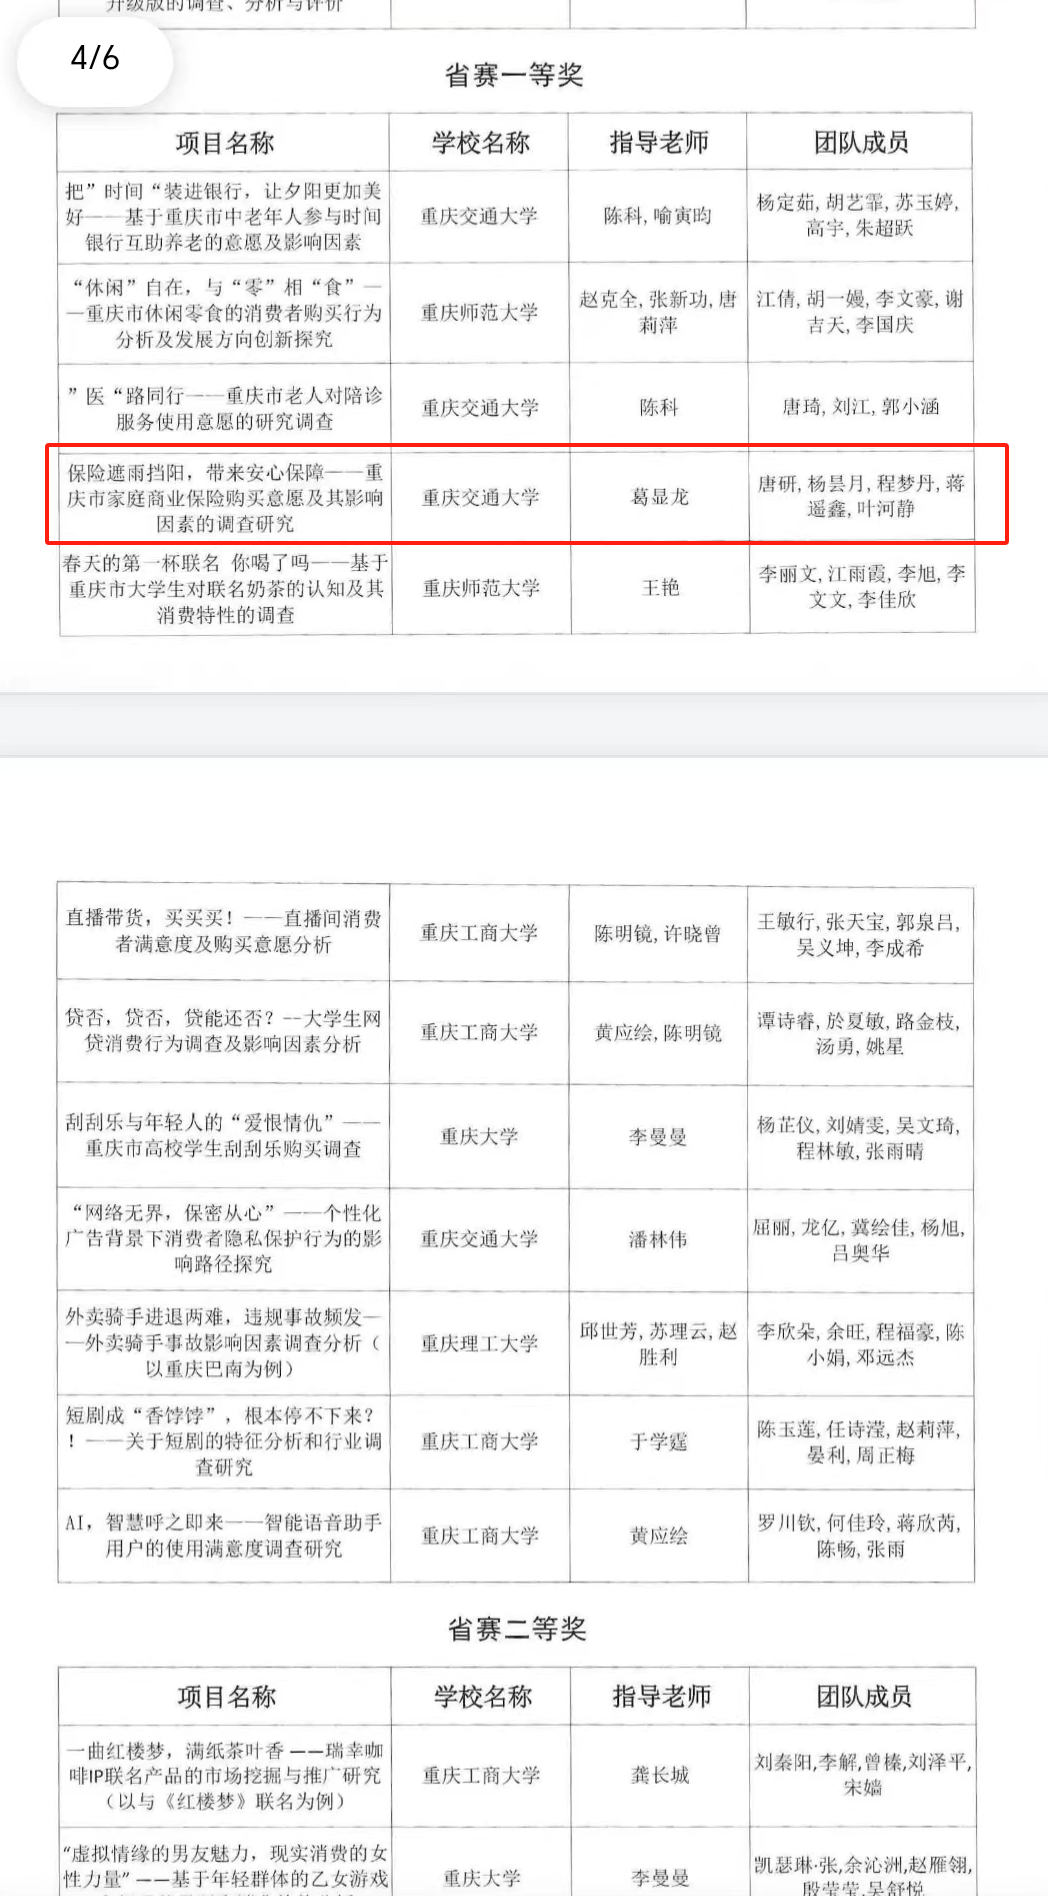 升级版的调查、分析与评价
4/6
省赛一等奖
项目名称 学校名称 指导老师 团队成员
把”时间“装进银行，让夕阳更加美
好——基于重庆市中老年人参与时间
银行互助养老的意愿及影响因素
重庆交通大学
陈科, 喻寅昀
杨定茹, 胡艺霏, 苏玉婷,
高宇, 朱超跃
“休闲”自在，与“零”相“食”—
—重庆市休闲零食的消费者购买行为
分析及发展方向创新探究
重庆师范大学
赵克全, 张新功, 唐
莉萍
江倩, 胡一嫚, 李文豪, 谢
吉天, 李国庆
”医“路同行——重庆市老人对陪诊
服务使用意愿的研究调查
重庆交通大学
陈科
唐琦, 刘江, 郭小涵
保险遮雨挡阳，带来安心保障——重
庆市家庭商业保险购买意愿及其影响
因素的调查研究
重庆交通大学
葛显龙
唐研, 杨昙月, 程梦丹, 蒋
遥鑫, 叶河静
春天的第一杯联名 你喝了吗——基于
重庆市大学生对联名奶茶的认知及其
消费特性的调查
重庆师范大学
王艳
李丽文, 江雨霞, 李旭, 李
文文, 李佳欣
直播带货，买买买！——直播间消费
者满意度及购买意愿分析
重庆工商大学
陈明镜, 许晓曾
王敏行, 张天宝, 郭泉吕,
吴义坤, 李成希
贷否，贷否，贷能还否？--大学生网
贷消费行为调查及影响因素分析
重庆工商大学
黄应绘, 陈明镜
谭诗睿, 於夏敏, 路金枝,
汤勇, 姚星
刮刮乐与年轻人的“爱恨情仇”——
重庆市高校学生刮刮乐购买调查
重庆大学
李曼曼
杨芷仪, 刘婧雯, 吴文琦,
程林敏, 张雨晴
“网络无界，保密从心”——个性化
广告背景下消费者隐私保护行为的影
响路径探究
重庆交通大学
潘林伟
屈丽, 龙亿, 冀绘佳, 杨旭,
吕奥华
外卖骑手进退两难，违规事故频发—
—外卖骑手事故影响因素调查分析（
以重庆巴南为例）
重庆理工大学
邱世芳, 苏理云, 赵
胜利
李欣朵, 余旺, 程福豪, 陈
小娟, 邓远杰
短剧成“香饽饽”，根本停不下来？
！——关于短剧的特征分析和行业调
查研究
重庆工商大学
于学霆
陈玉莲, 任诗滢, 赵莉萍,
晏利, 周正梅
AI，智慧呼之即来——智能语音助手
用户的使用满意度调查研究
重庆工商大学
黄应绘
罗川钦, 何佳玲, 蒋欣芮,
陈畅, 张雨
省赛二等奖
项目名称 学校名称 指导老师 团队成员
一曲红楼梦，满纸茶叶香 ——瑞幸咖
啡IP联名产品的市场挖掘与推广研究
（以与《红楼梦》联名为例）
重庆工商大学
龚长城
刘秦阳,李解,曾榛,刘泽平,
宋嫱
“虚拟情缘的男友魅力，现实消费的女
性力量” ——基于年轻群体的乙女游戏
重庆大学
李曼曼
凯瑟琳·张,余沁洲,赵雁翎,
殷莹莹,吴舒悦